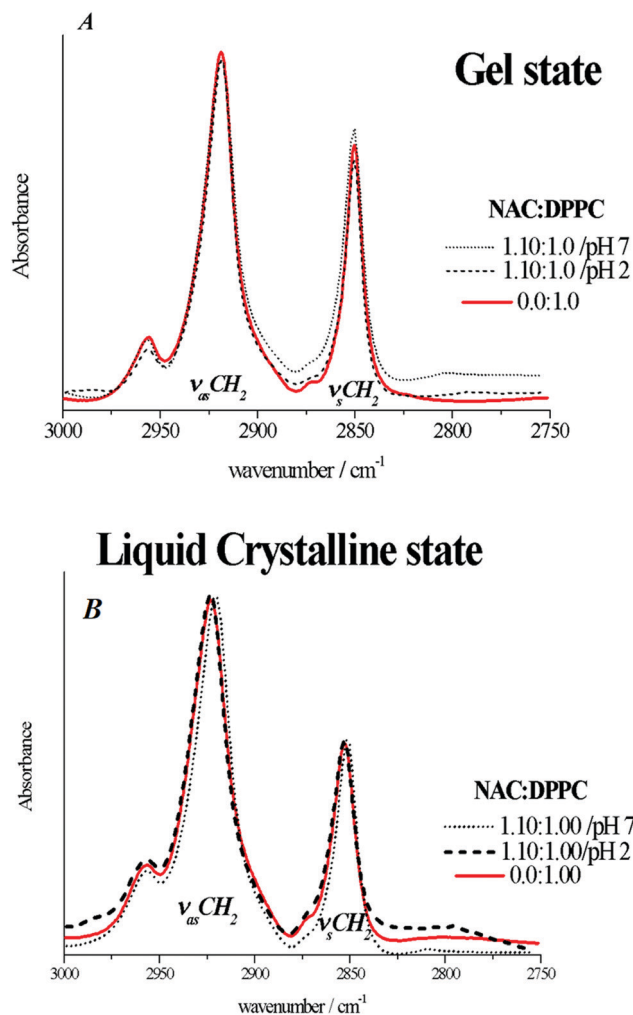 A
Gel state
Absorbance
NAC:DPPC
1.10:1.0 /pH 7
1.10:1.0 /pH 2
0.0:1.0
νasCH2
νsCH2
3000 2950 2900 2850 2800 2750
wavenumber / cm-1
Liquid Crystalline state
B
Absorbance
NAC:DPPC
1.10:1.00/pH 7
1.10:1.00/pH 2
0.0:1.00
νasCH2
νsCH2
3000 2950 2900 2850 2800 2750
wavenumber / cm-1